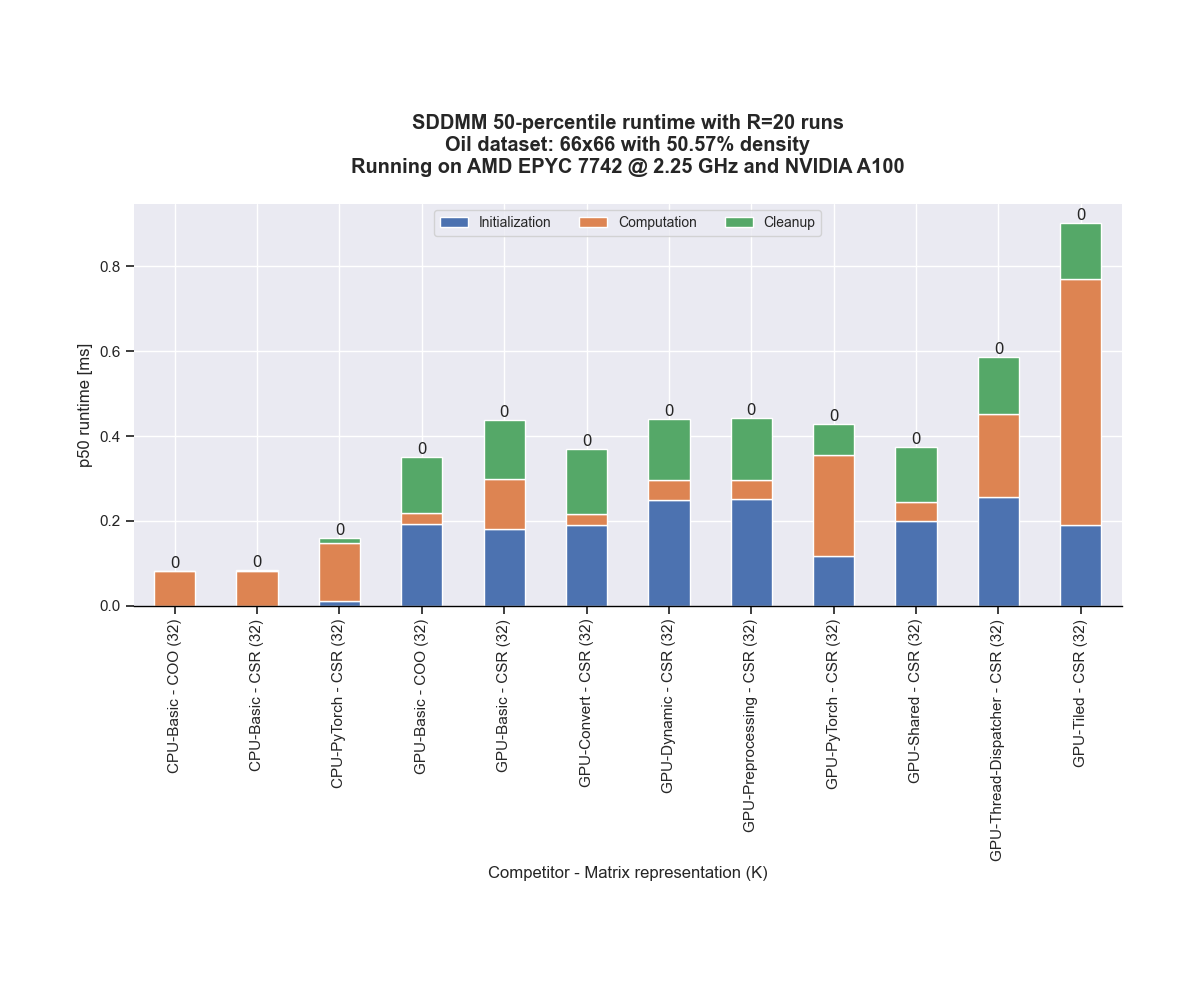 SDDMM 50-percentile runtime with R=20 runs
Oil dataset: 66x66 with 50.57% density
Running on AMD EPYC 7742 @ 2.25 GHz and NVIDIA A100
Initialization
Computation
Cleanup
p50 runtime [ms]
0.8
0.6
0.4
0.2
0.0
0
0
0
0
0
0
0
0
0
0
0
0
CPU-Basic - COO (32)
CPU-Basic - CSR (32)
CPU-PyTorch - CSR (32)
GPU-Basic - COO (32)
GPU-Basic - CSR (32)
GPU-Convert - CSR (32)
GPU-Dynamic - CSR (32)
GPU-Preprocessing - CSR (32)
GPU-PyTorch - CSR (32)
GPU-Shared - CSR (32)
GPU-Thread-Dispatcher - CSR (32)
GPU-Tiled - CSR (32)
Competitor - Matrix representation (K)